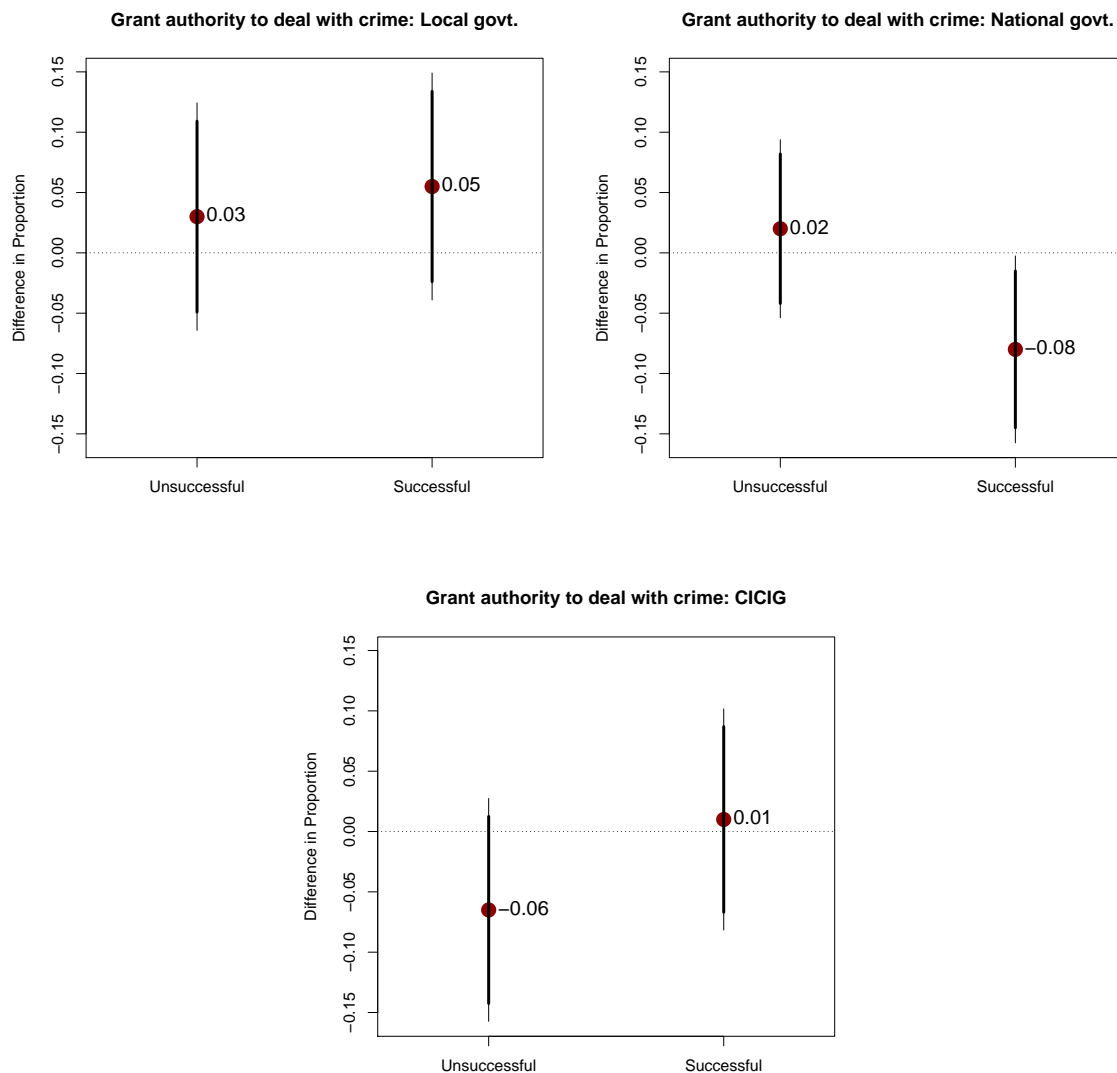 Grant authority to deal with crime: Local govt.
Difference in Proportion
0.15
0.10
0.05
0.00
−0.05
−0.10
−0.15
0.03
0.05
Unsuccessful
Successful
Grant authority to deal with crime: National govt.
Difference in Proportion
0.15
0.10
0.05
0.00
−0.05
−0.10
−0.15
0.02
−0.08
Unsuccessful
Successful
Grant authority to deal with crime: CICIG
Difference in Proportion
0.15
0.10
0.05
0.00
−0.05
−0.10
−0.15
−0.06
0.01
Unsuccessful
Successful